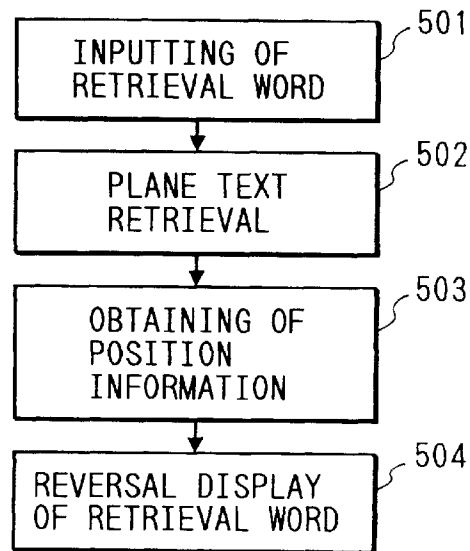 501
INPUTTING OF
RETRIEVAL WORD
502
PLANE TEXT
RETRIEVAL
503
OBTAINING OF
POSITION
INFORMATION
504
REVERSAL DISPLAY
OF RETRIEVAL WORD